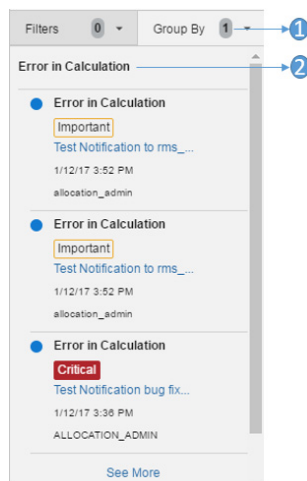 Filters 0 Group By 1 1
Error in Calculation 2
Error in Calculation
Important
Test Notification to rms_...
1/12/17 3:52 PM
allocation_admin
Error in Calculation
Important
Test Notification to rms_...
1/12/17 3:52 PM
allocation_admin
Error in Calculation
Critical
Test Notification bug fix...
1/12/17 3:36 PM
ALLOCATION_ADMIN
See More